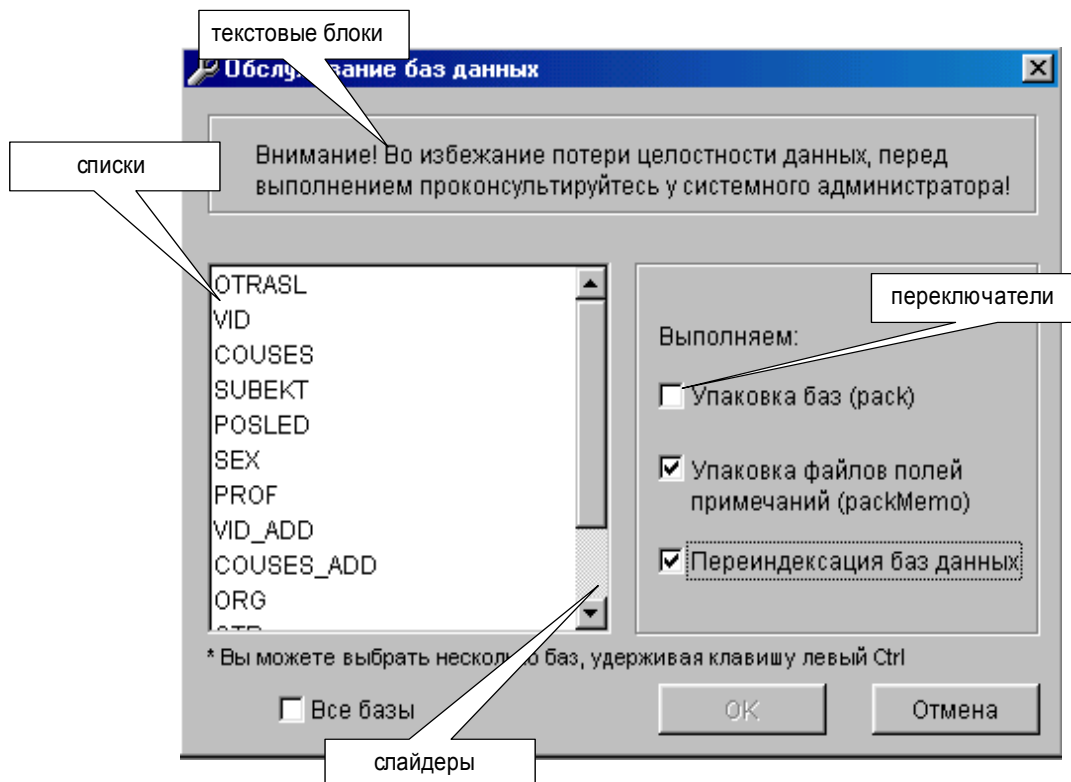 текстовые блоки
Обслуживание баз данных
Внимание! Во избежание потери целостности данных, перед
выполнением проконсультируйтесь у системного администратора!
списки
OTRASL
VID
COUSES
SUBEKT
POSLED
SEX
PROF
VID_ADD
COUSES_ADD
ORG
переключатели
Выполняем:
Упаковка баз (pack)
Упаковка файлов полей
примечаний (packMemo)
Переиндексация баз данных
* Вы можете выбрать несколько баз, удерживая клавишу левый Ctrl
Все базы
OK
Отмена
слайдеры